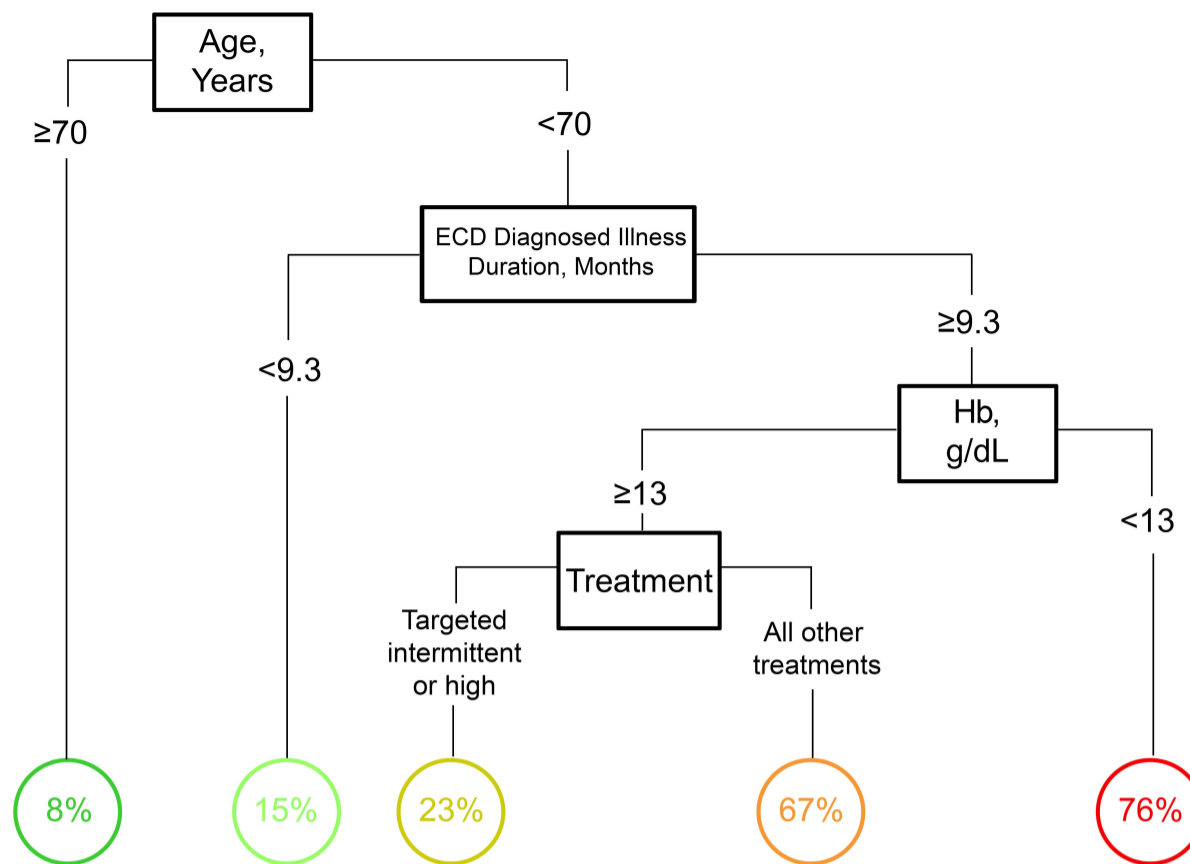 Age,
Years
≥70
<70
ECD Diagnosed Illness
Duration, Months
<9.3
≥9.3
Hb,
g/dL
≥13
<13
Treatment
Targeted
intermittent
or high
All other
treatments
8%
15%
23%
67%
76%